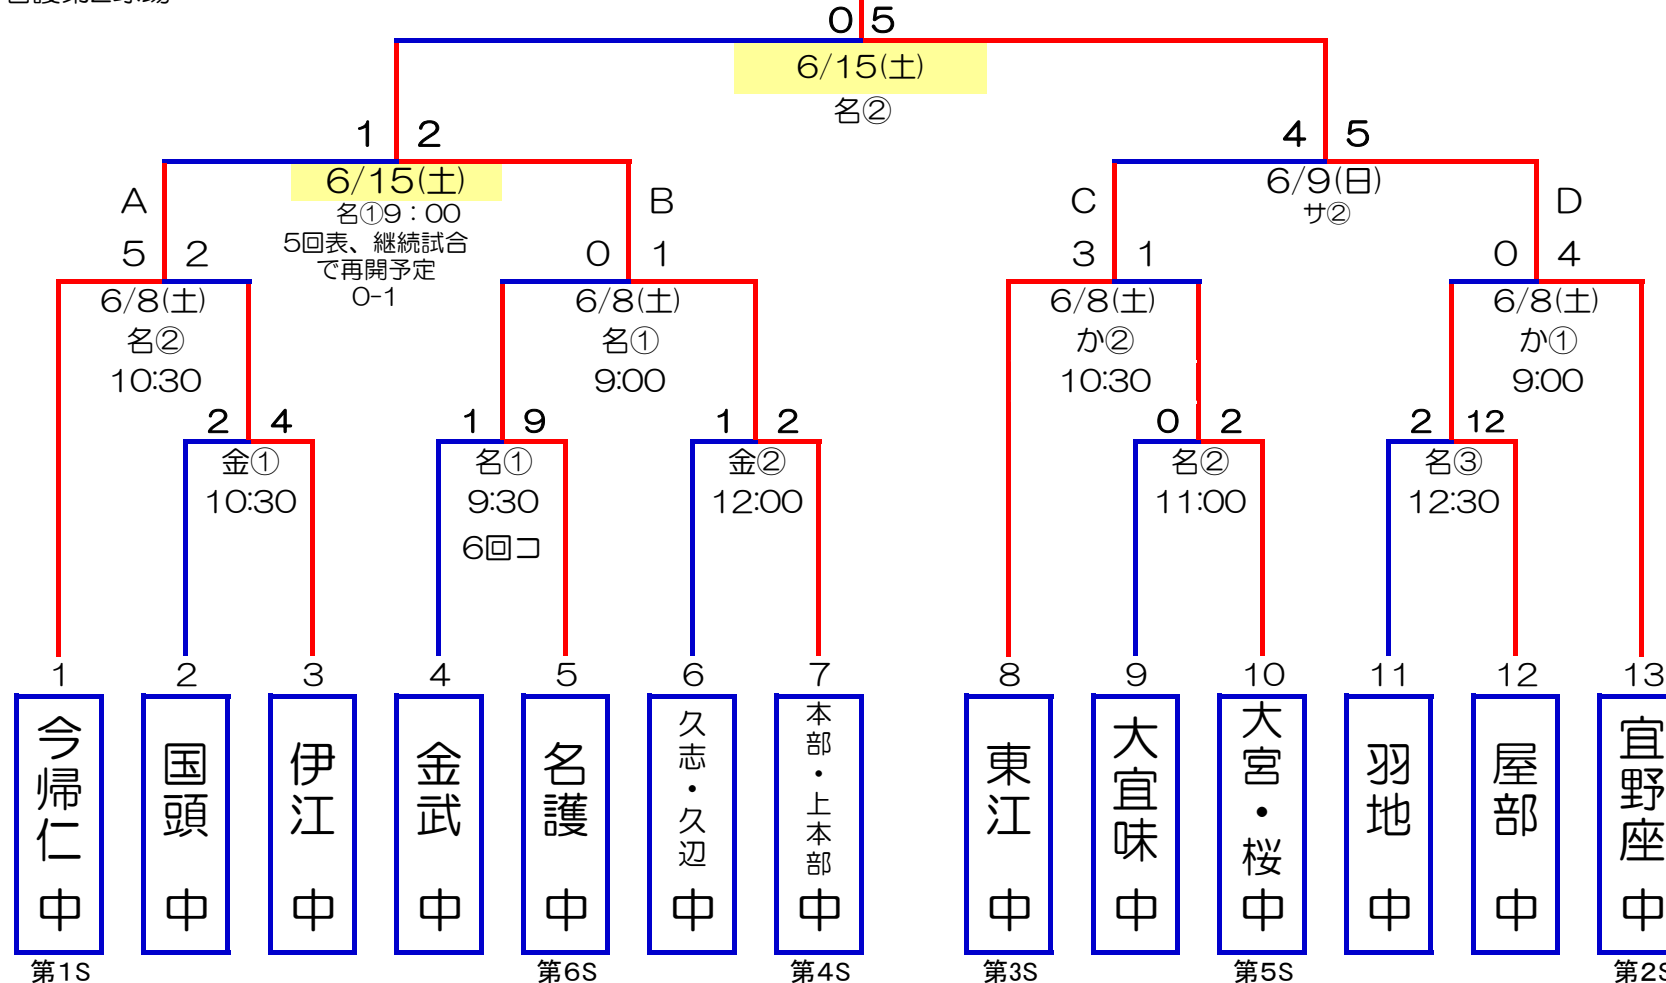 0 5
6/15(土)
名②
1 2
4 5
6/15(土)
6/9(日)
A
B
C
D
名①9：00
サ②
5回表、継続試合
で再開予定
0-1
5 2
0 1
3 1
0 4
6/8(土)
6/8(土)
6/8(土)
6/8(土)
名②
名①
か②
か①
10:30
9:00
10:30
9:00
2 4
1 9
1 2
0 2
2 12
金①
名①
金②
名②
名③
10:30
9:30
12:00
11:00
12:30
6回コ
1 2 3 4 5 6 7 8 9 10 11 12 13
今帰仁中
国頭中
伊江中
金武中
名護中
久志・久辺中
本部・上本部中
東江中
大宜味中
大宮・桜中
羽地中
屋部中
宜野座中
第1S
第6S
第4S
第3S
第5S
第2S